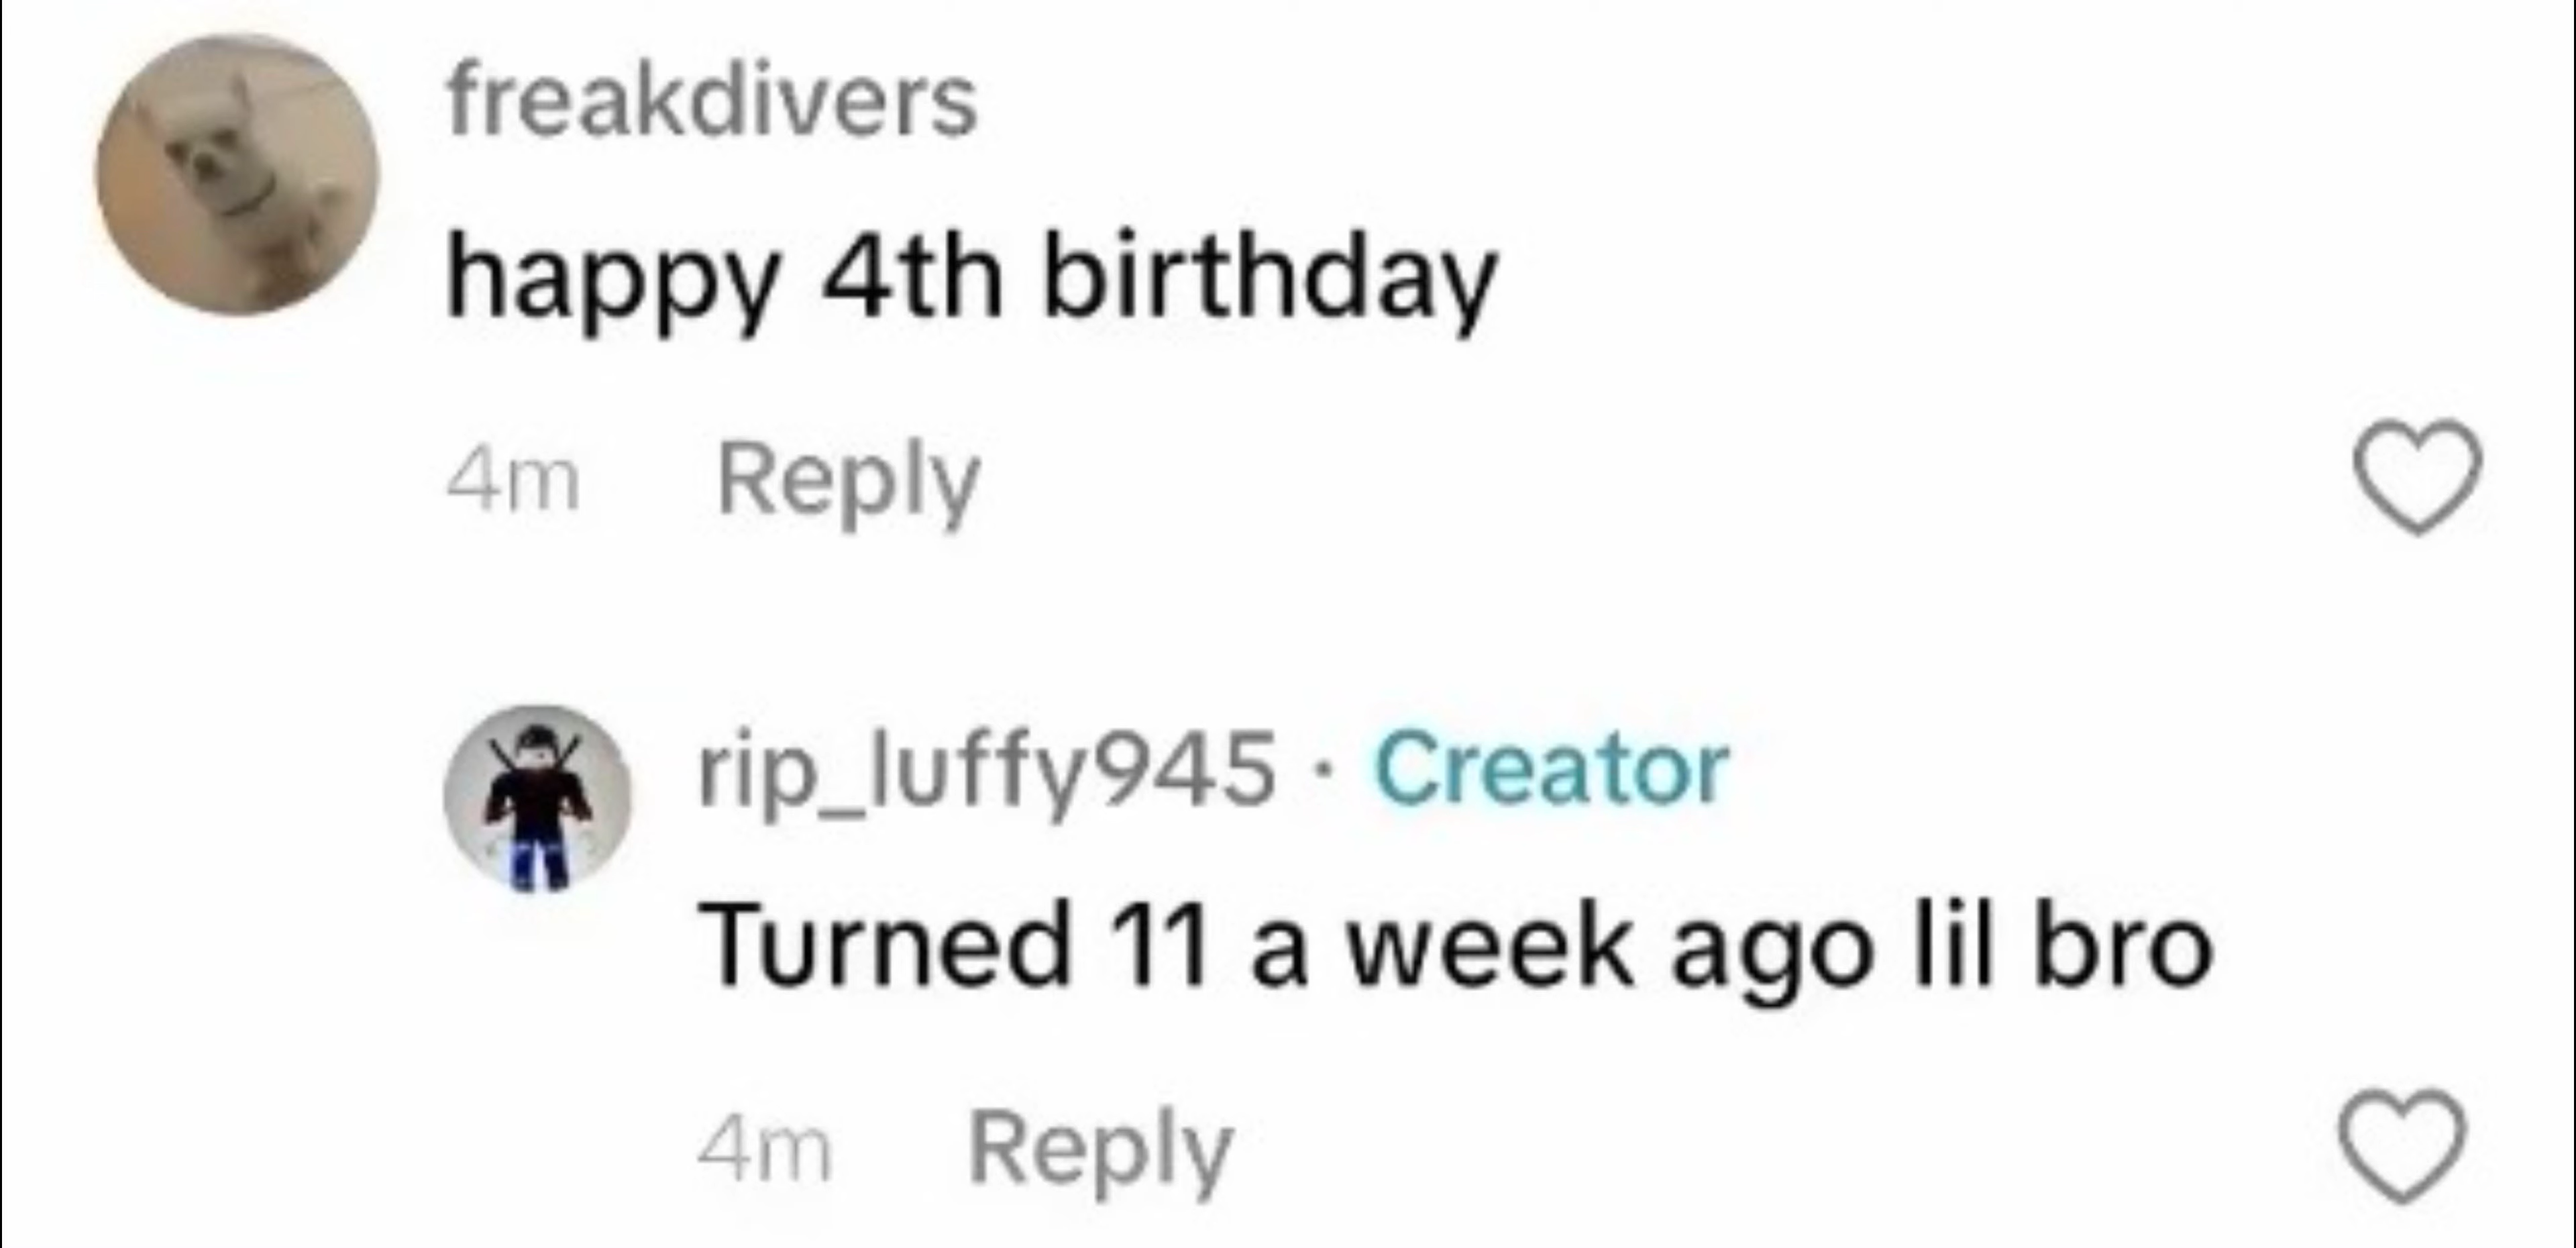 freakdivers
happy 4th birthday
4m Reply
rip_luffy945 · Creator
Turned 11 a week ago lil bro
4m Reply